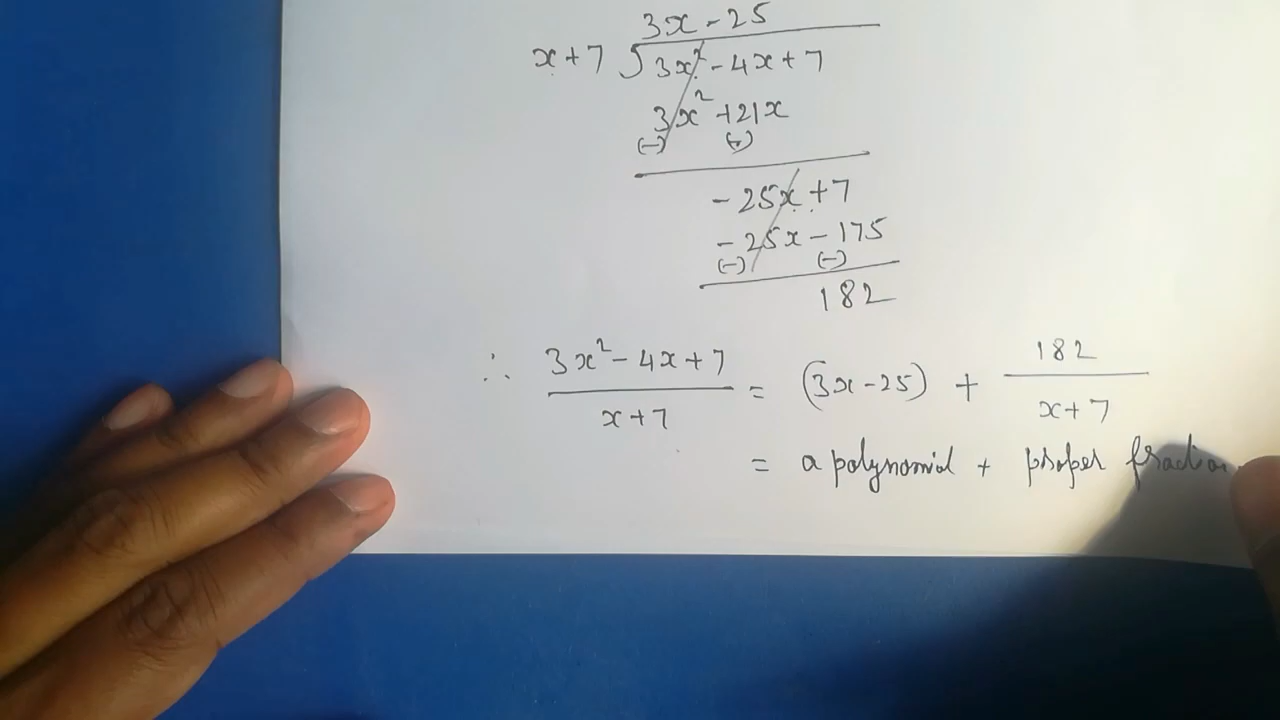 3x - 25
x + 7 ) 3x² - 4x + 7
3x² + 21x
(-) (-)
- 25x + 7
- 25x - 175
(-) (-)
182
∴ 3x² - 4x + 7 / x + 7 = (3x - 25) + 182 / x + 7
= a polynomial + proper fraction